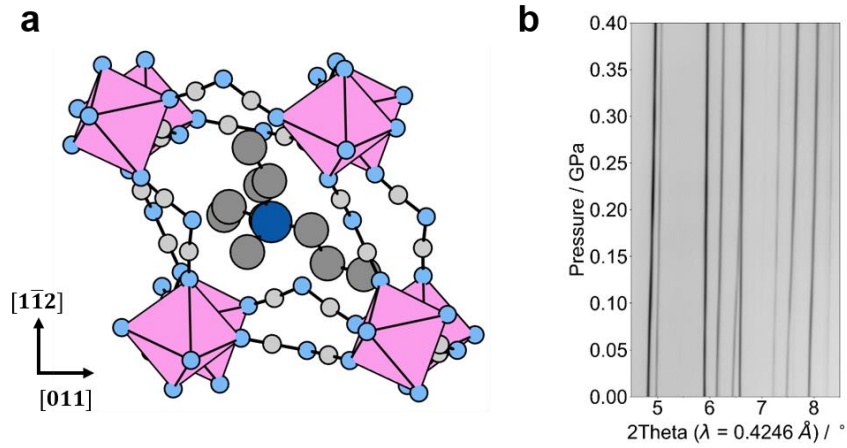 a
[11̅2]
[011]
b
Pressure / GPa
0.40
0.35
0.30
0.25
0.20
0.15
0.10
0.05
0.00
5 6 7 8
2Theta (λ = 0.4246 Å) / °